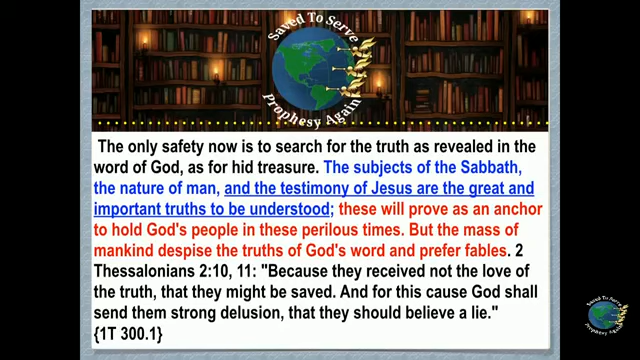 Saved To Serve
Prophesy Again
The only safety now is to search for the truth as revealed in the
word of God, as for hid treasure. The subjects of the Sabbath,
the nature of man, and the testimony of Jesus are the great and
important truths to be understood; these will prove as an anchor
to hold God's people in these perilous times. But the mass of
mankind despise the truths of God's word and prefer fables. 2
Thessalonians 2:10, 11: "Because they received not the love of
the truth, that they might be saved. And for this cause God shall
send them strong delusion, that they should believe a lie."
{1T 300.1}
Saved To Serve
Prophesy Again